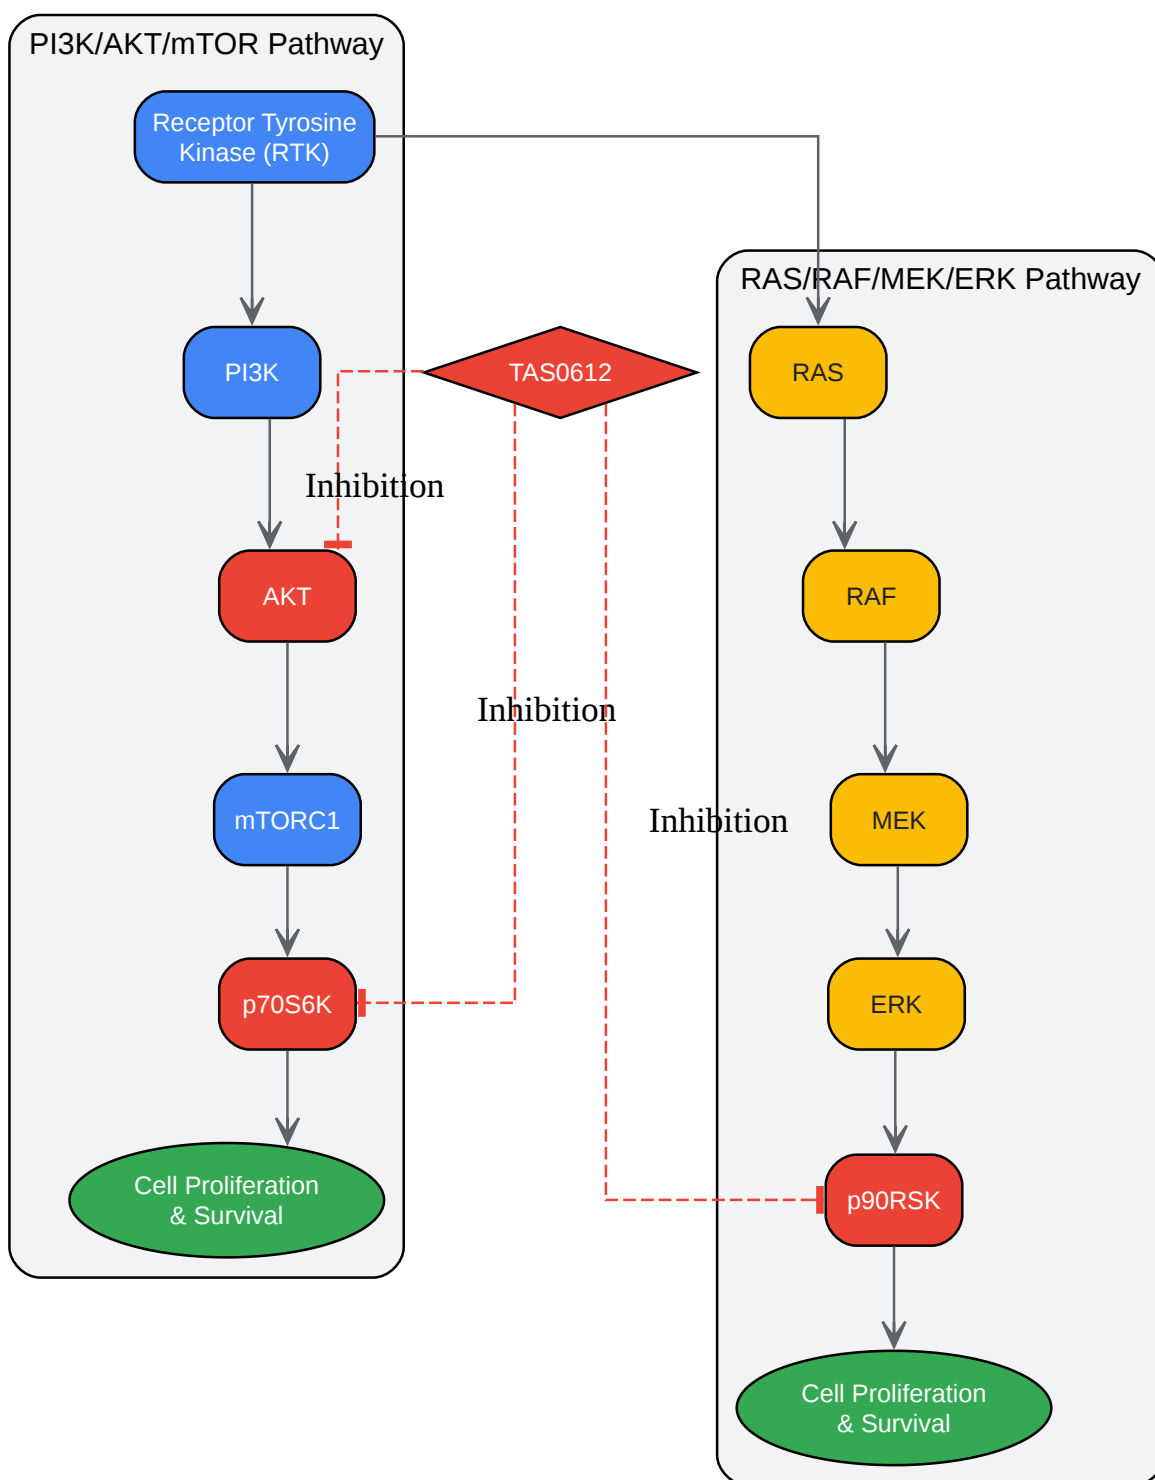 PI3K/AKT/mTOR Pathway
Receptor Tyrosine
Kinase (RTK)
RAS/RAF/MEK/ERK Pathway
PI3K
TAS0612
RAS
Inhibition
AKT
RAF
Inhibition
mTORC1
Inhibition
MEK
p70S6K
ERK
Cell Proliferation
& Survival
p90RSK
Cell Proliferation
& Survival